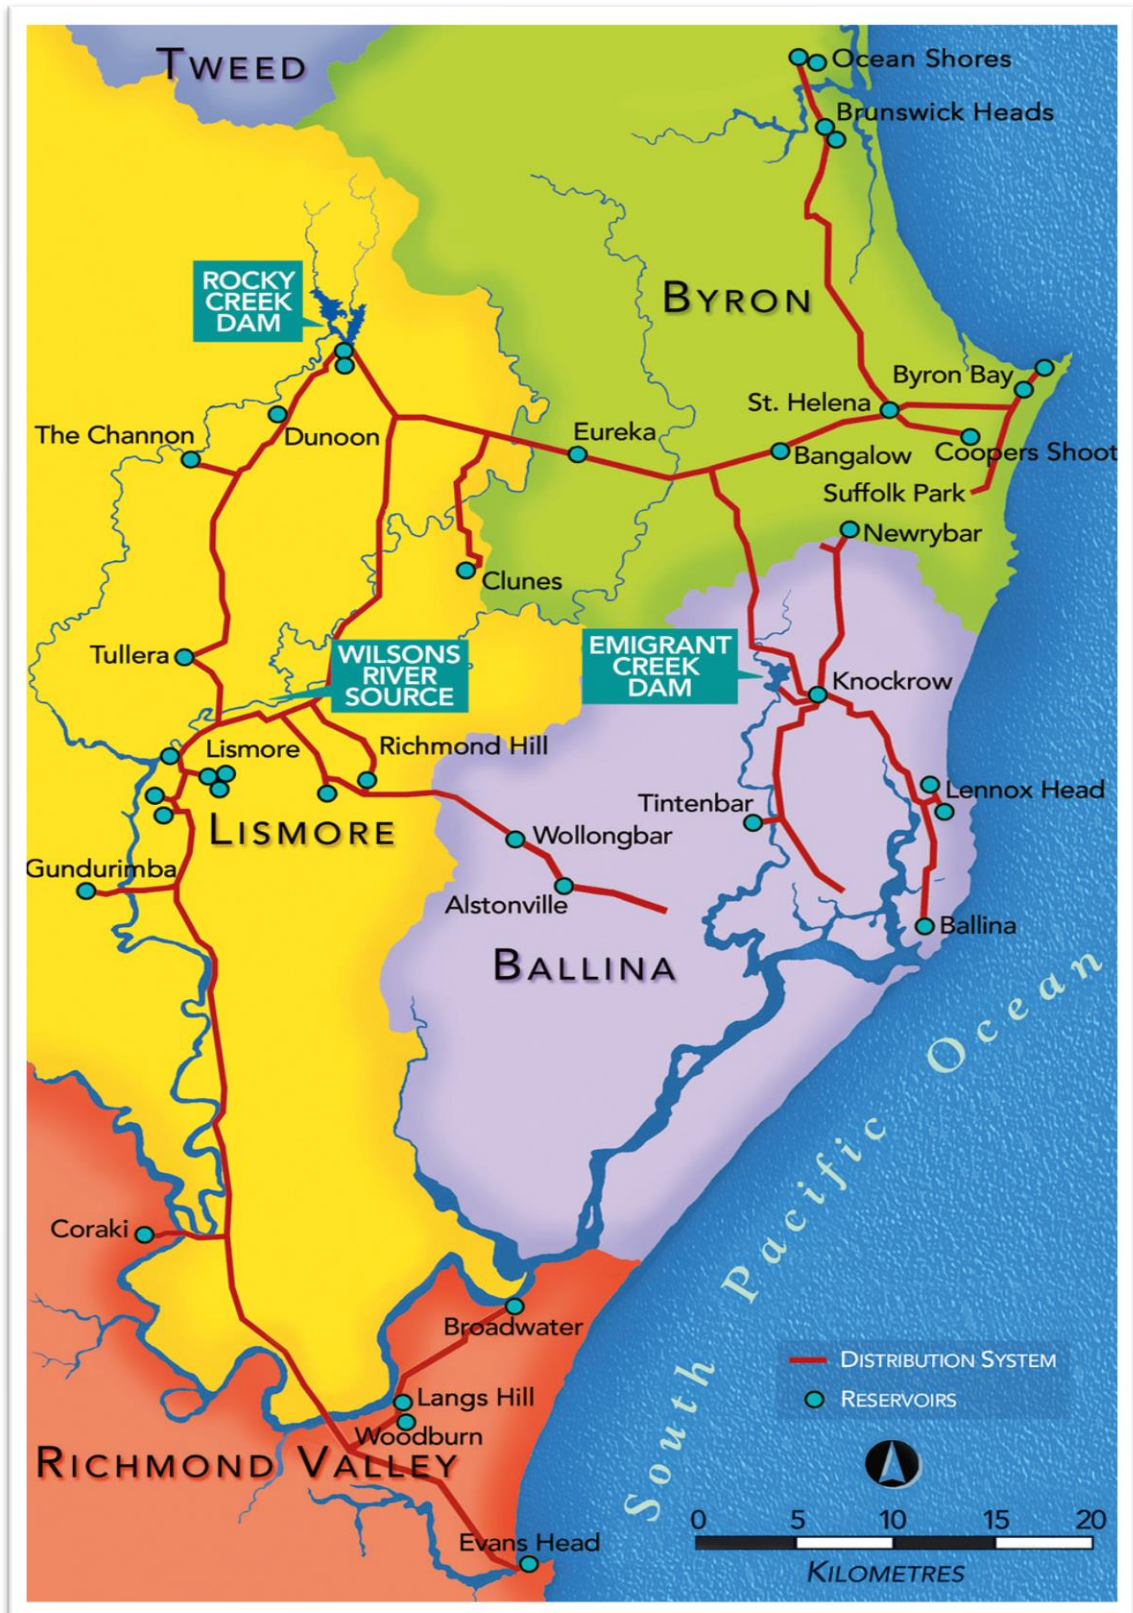 TWEED
Ocean Shores
Brunswick Heads
ROCKY
CREEK
DAM
BYRON
Byron Bay
St. Helena
The Channon
Dunoon
Eureka
Bangalow
Coopers Shoot
Suffolk Park
Newrybar
Clunes
Tullera
WILSONS
RIVER
SOURCE
EMIGRANT
CREEK
DAM
Knockrow
Lismore
Richmond Hill
Lennox Head
Tintenbar
LISMORE
Wollongbar
Gundurimba
Alstonville
Ballina
BALLINA
South Pacific Ocean
Coraki
Broadwater
DISTRIBUTION SYSTEM
Langs Hill
RESERVOIRS
Woodburn
RICHMOND VALLEY
0 5 10 15 20
Evans Head
KILOMETRES